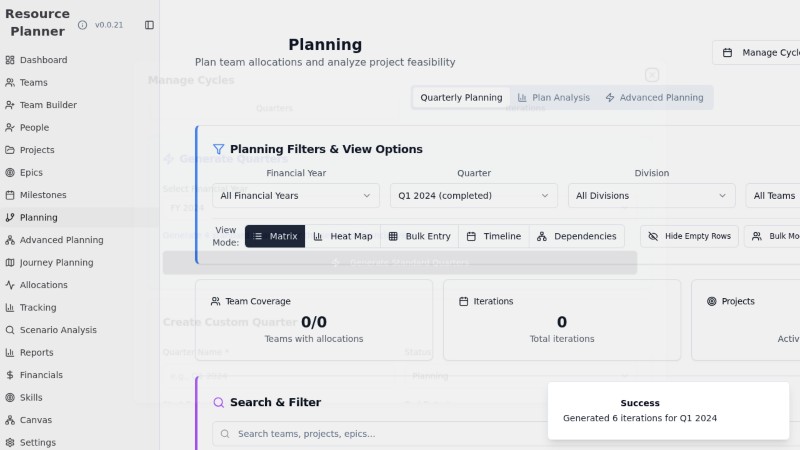 Resource
Planner
v0.0.21
Dashboard
Teams
Team Builder
People
Projects
Epics
Milestones
Planning
Advanced Planning
Journey Planning
Allocations
Tracking
Scenario Analysis
Reports
Financials
Skills
Canvas
Settings
Planning
Plan team allocations and analyze project feasibility
Manage Cycle
Manage Cycles
Quarters
Iterations
Quarterly Planning
Plan Analysis
Advanced Planning
Planning Filters & View Options
Generate Quarters
Financial Year
Quarter
Division
Select Financial Year
All Financial Years
Q1 2024 (completed)
All Divisions
All Teams
View
Mode:
Matrix
Heat Map
Bulk Entry
Timeline
Dependencies
Hide Empty Rows
Bulk Mo
Generate Standard Quarters
Team Coverage
0/0
Teams with allocations
Iterations
0
Total iterations
Projects
Activ
Create Custom Quarter
Quarter Name *
Status
Planning
Search & Filter
Search teams, projects, epics...
Success
Generated 6 iterations for Q1 2024